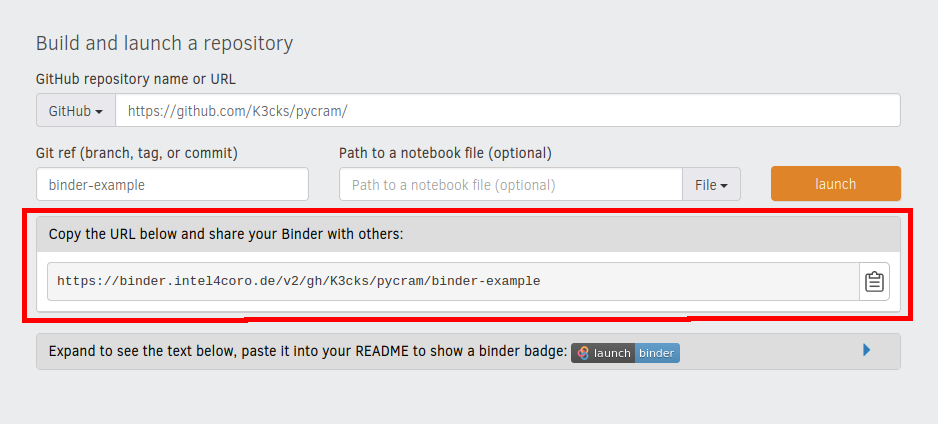 Build and launch a repository
GitHub repository name or URL
GitHub https://github.com/K3cks/pycram/
Git ref (branch, tag, or commit) Path to a notebook file (optional)
binder-example Path to a notebook file (optional) File launch
Copy the URL below and share your Binder with others:
https://binder.intel4coro.de/v2/gh/K3cks/pycram/binder-example
Expand to see the text below, paste it into your README to show a binder badge: launch binder